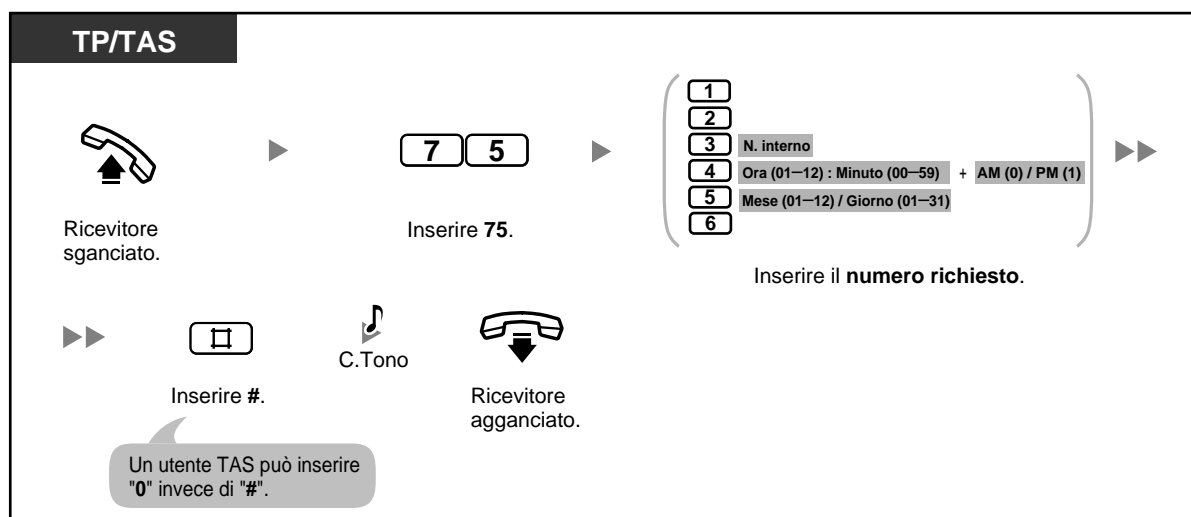 TP/TAS
1
2
3 N. interno
4 Ora (01—12) : Minuto (00—59) + AM (0) / PM (1)
5 Mese (01—12) / Giorno (01—31)
6
7 5
Ricevitore
sganciato.
Inserire 75.
Inserire il numero richiesto.
#
C.Tono
Inserire #.
Ricevitore
agganciato.
Un utente TAS può inserire
"0" invece di "#".